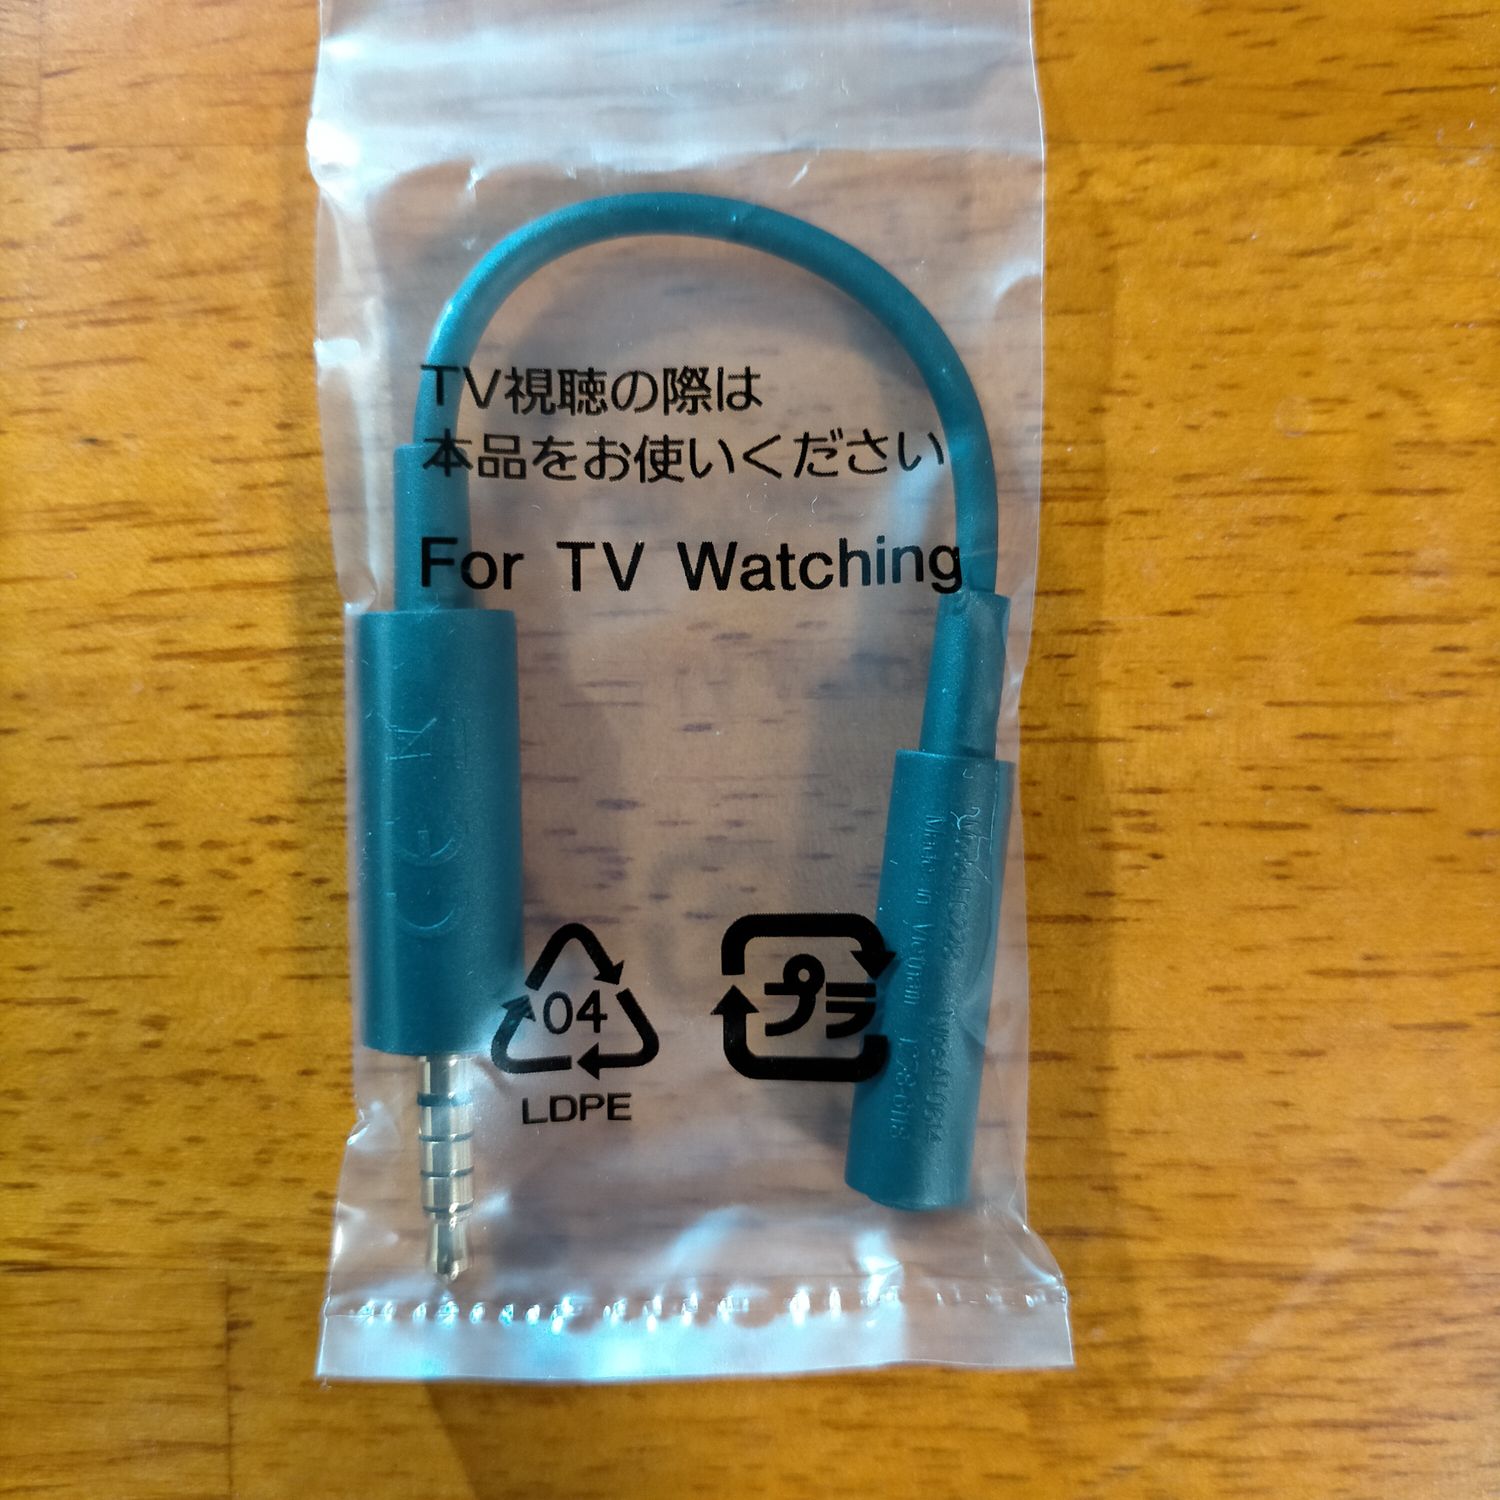 TV視聴の際は
本品をお使いください
For TV Watching
CE
04
LDPE
プラ
Made in Vietnam